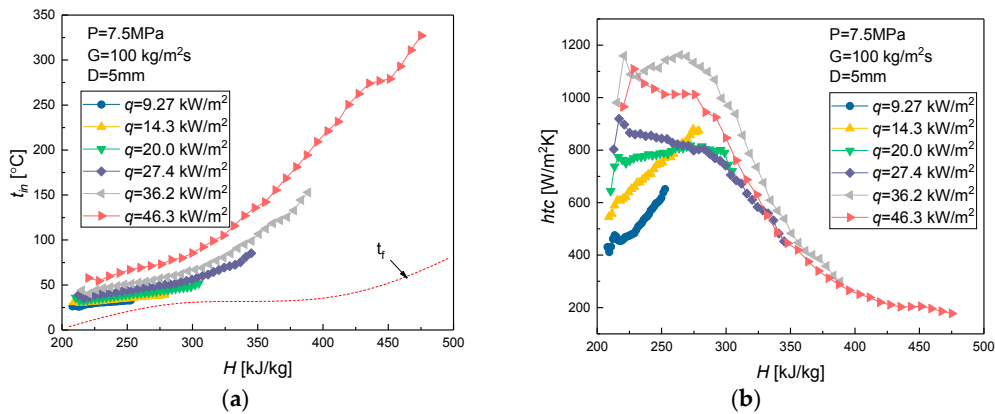 P=7.5MPa
G=100 kg/m²s
D=5mm
q=9.27 kW/m²
q=14.3 kW/m²
q=20.0 kW/m²
q=27.4 kW/m²
q=36.2 kW/m²
q=46.3 kW/m²
t_f
350
300
250
200
150
100
50
0
t_in [°C]
200 250 300 350 400 450 500
H [kJ/kg]
(a)
P=7.5MPa
G=100 kg/m²s
D=5mm
q=9.27 kW/m²
q=14.3 kW/m²
q=20.0 kW/m²
q=27.4 kW/m²
q=36.2 kW/m²
q=46.3 kW/m²
1200
1000
800
600
400
200
0
htc [W/m²K]
200 250 300 350 400 450 500
H [kJ/kg]
(b)